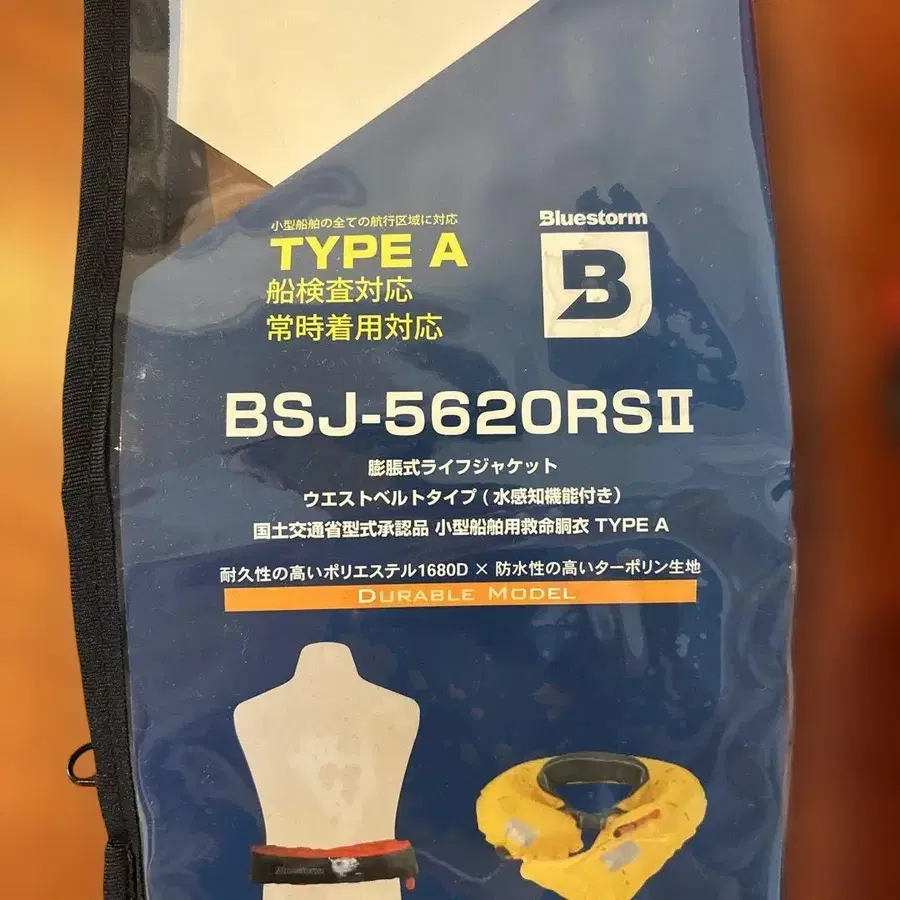 小型船舶の全ての航行区域に対応
TYPE A
船検査対応
常時着用対応
Bluestorm
B
BSJ-5620RSⅡ
膨脹式ライフジャケット
ウエストベルトタイプ ( 水感知機能付き )
国土交通省型式承認品 小型船舶用救命胴衣 TYPE A
耐久性の高いポリエステル1680D × 防水性の高いターポリン生地
DURABLE MODEL
Bluestorm